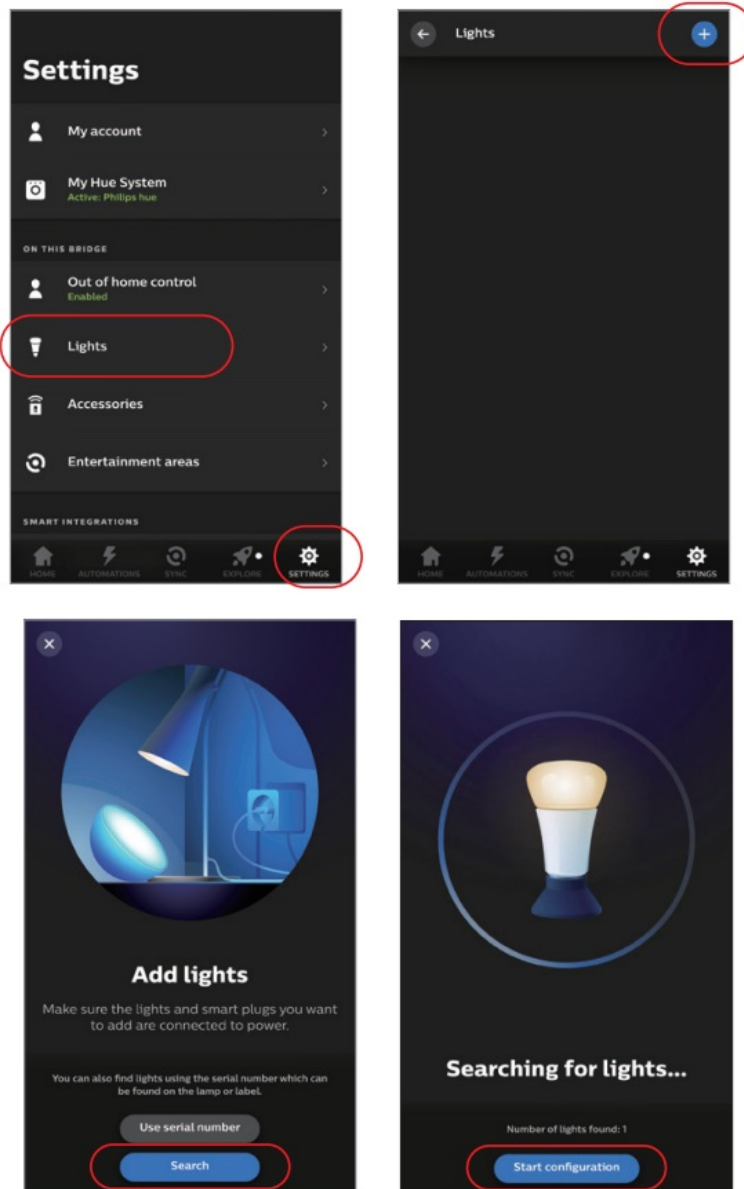 Settings
My account
My Hue System
Active: Philips hue
ON THIS BRIDGE
Out of home control
Enabled
Lights
Accessories
Entertainment areas
SMART INTEGRATIONS
HOME AUTOMATIONS SYNC EXPLORE SETTINGS
Lights
HOME AUTOMATIONS SYNC EXPLORE SETTINGS
Add lights
Make sure the lights and smart plugs you want
to add are connected to power.
You can also find lights using the serial number which can
be found on the lamp or label.
Use serial number
Search
Searching for lights...
Number of lights found: 1
Start configuration